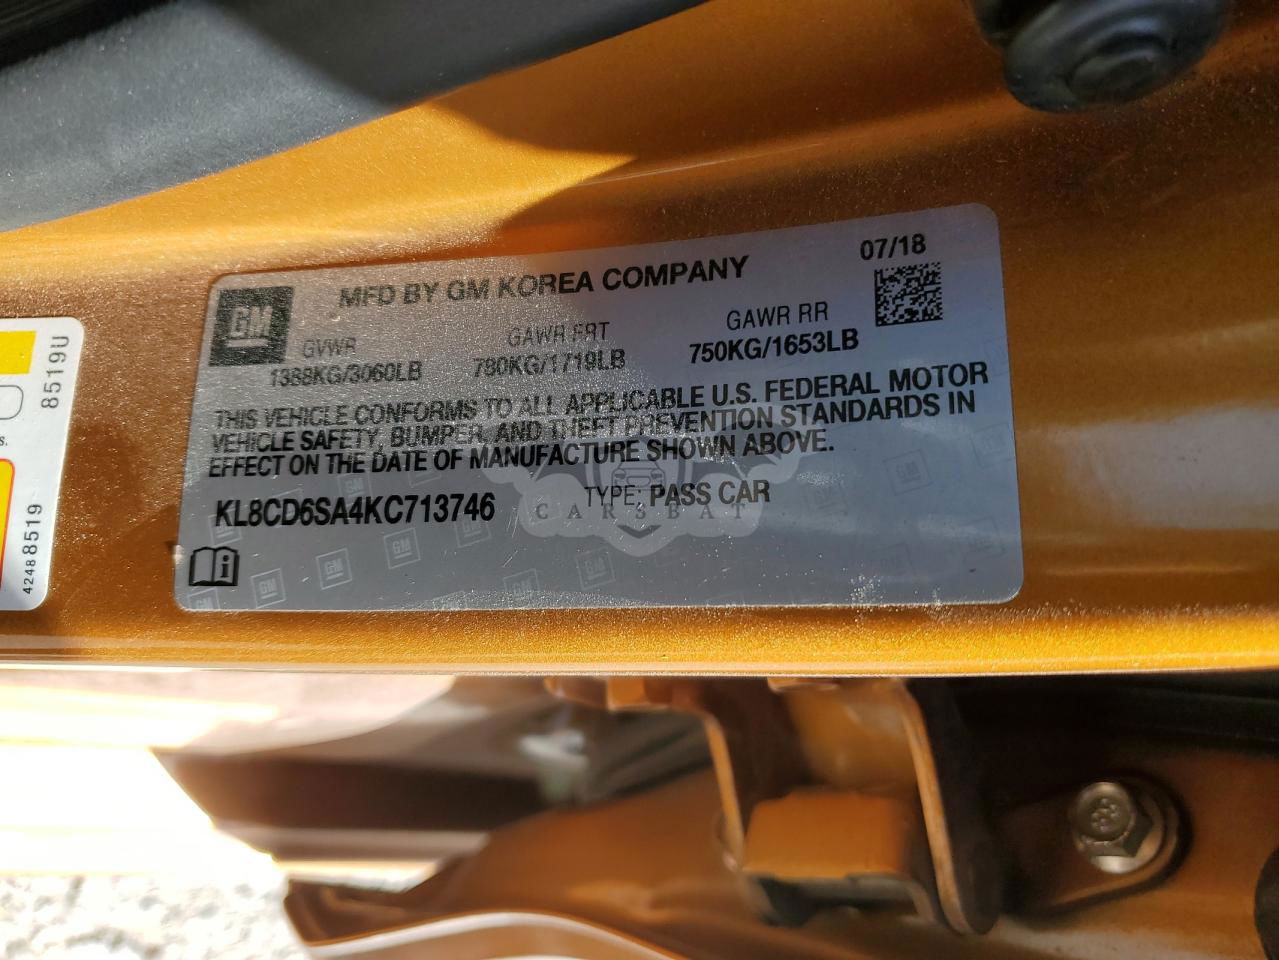 MFD BY GM KOREA COMPANY
07/18
GM
GVWR
GAWR FRT
GAWR RR
1388KG/3060LB
780KG/1719LB
750KG/1653LB
THIS VEHICLE CONFORMS TO ALL APPLICABLE U.S. FEDERAL MOTOR
VEHICLE SAFETY, BUMPER, AND THEFT PREVENTION STANDARDS IN
EFFECT ON THE DATE OF MANUFACTURE SHOWN ABOVE.
KL8CD6SA4KC713746
TYPE: PASS CAR
CARSBAT
8519U
42488519
s.